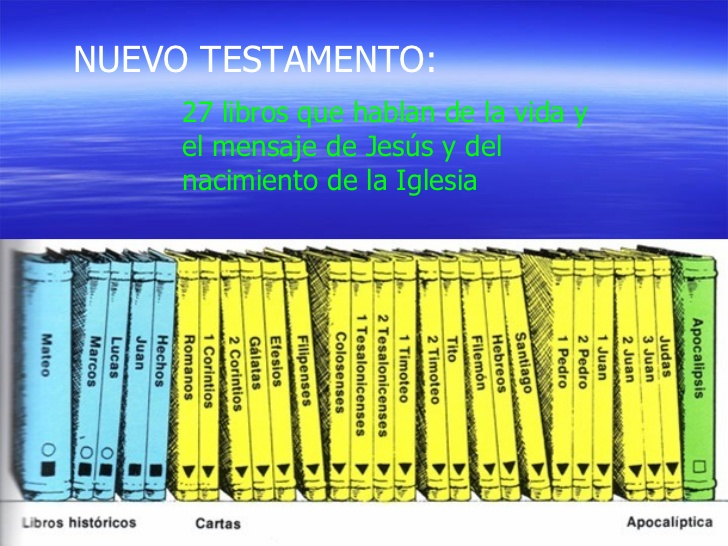 NUEVO TESTAMENTO:
27 libros que hablan de la vida y
el mensaje de Jesús y del
nacimiento de la Iglesia
Mateo
Marcos
Lucas
Juan
Hechos
Romanos
1 Corintios
2 Corintios
Gálatas
Efesios
Filipenses
Colosenses
1 Tesalonicenses
2 Tesalonicenses
1 Timoteo
2 Timoteo
Tito
Filemón
Hebreos
Santiago
1 Pedro
2 Pedro
1 Juan
2 Juan
3 Juan
Judas
Apocalipsis
Libros históricos
Cartas
Apocalíptica